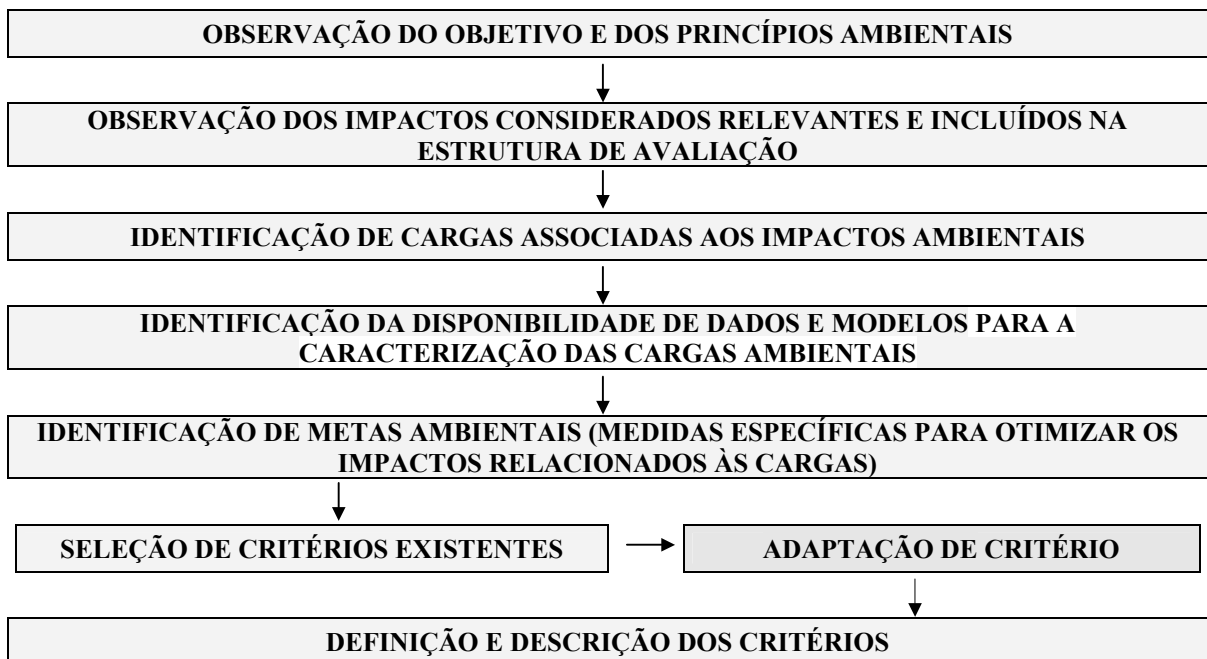 OBSERVAÇÃO DO OBJETIVO E DOS PRINCÍPIOS AMBIENTAIS
OBSERVAÇÃO DOS IMPACTOS CONSIDERADOS RELEVANTES E INCLUÍDOS NA
ESTRUTURA DE AVALIAÇÃO
IDENTIFICAÇÃO DE CARGAS ASSOCIADAS AOS IMPACTOS AMBIENTAIS
IDENTIFICAÇÃO DA DISPONIBILIDADE DE DADOS E MODELOS PARA A
CARACTERIZAÇÃO DAS CARGAS AMBIENTAIS
IDENTIFICAÇÃO DE METAS AMBIENTAIS (MEDIDAS ESPECÍFICAS PARA OTIMIZAR OS
IMPACTOS RELACIONADOS ÀS CARGAS)
SELEÇÃO DE CRITÉRIOS EXISTENTES
ADAPTAÇÃO DE CRITÉRIO
DEFINIÇÃO E DESCRIÇÃO DOS CRITÉRIOS